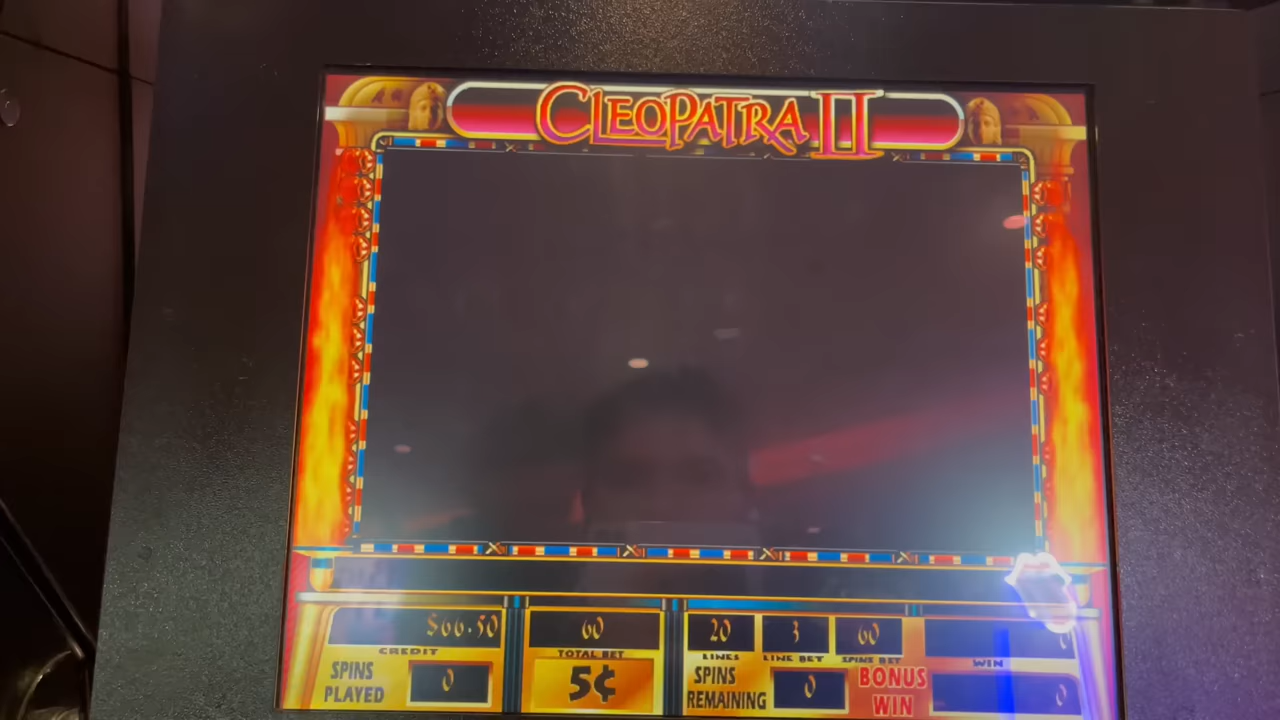 CLEOPATRA II
$66.50
CREDIT
60
TOTAL BET
20
LINES
3
LINE BET
60
SPINS BET
WIN
SPINS PLAYED
0
5¢
SPINS REMAINING
0
BONUS WIN
0